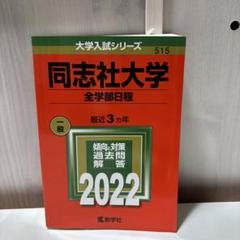 大学入試シリーズ
515
同志社大学
全学部日程
最近3カ年
一般
傾向と対策
過去問
解答
2022
教学社